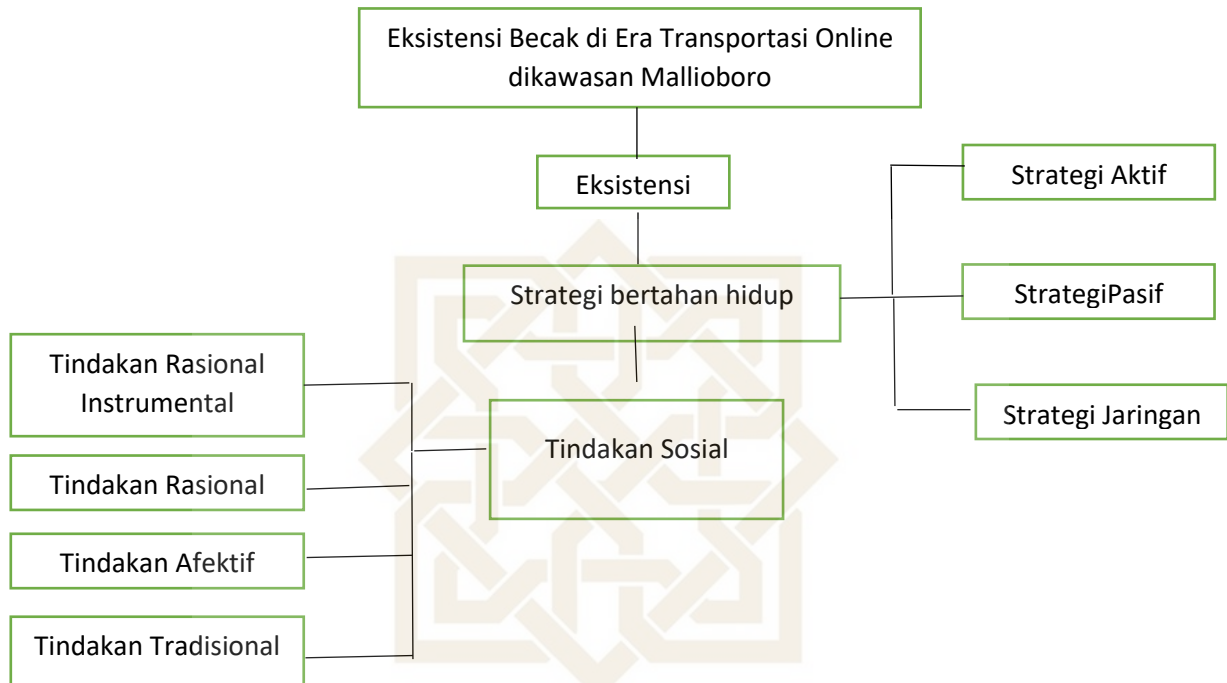 Eksistensi Becak di Era Transportasi Online
dikawasan Mallioboro
Eksistensi
Strategi Aktif
Strategi bertahan hidup
StrategiPasif
Tindakan Rasional
Instrumental
Strategi Jaringan
Tindakan Sosial
Tindakan Rasional
Tindakan Afektif
Tindakan Tradisional